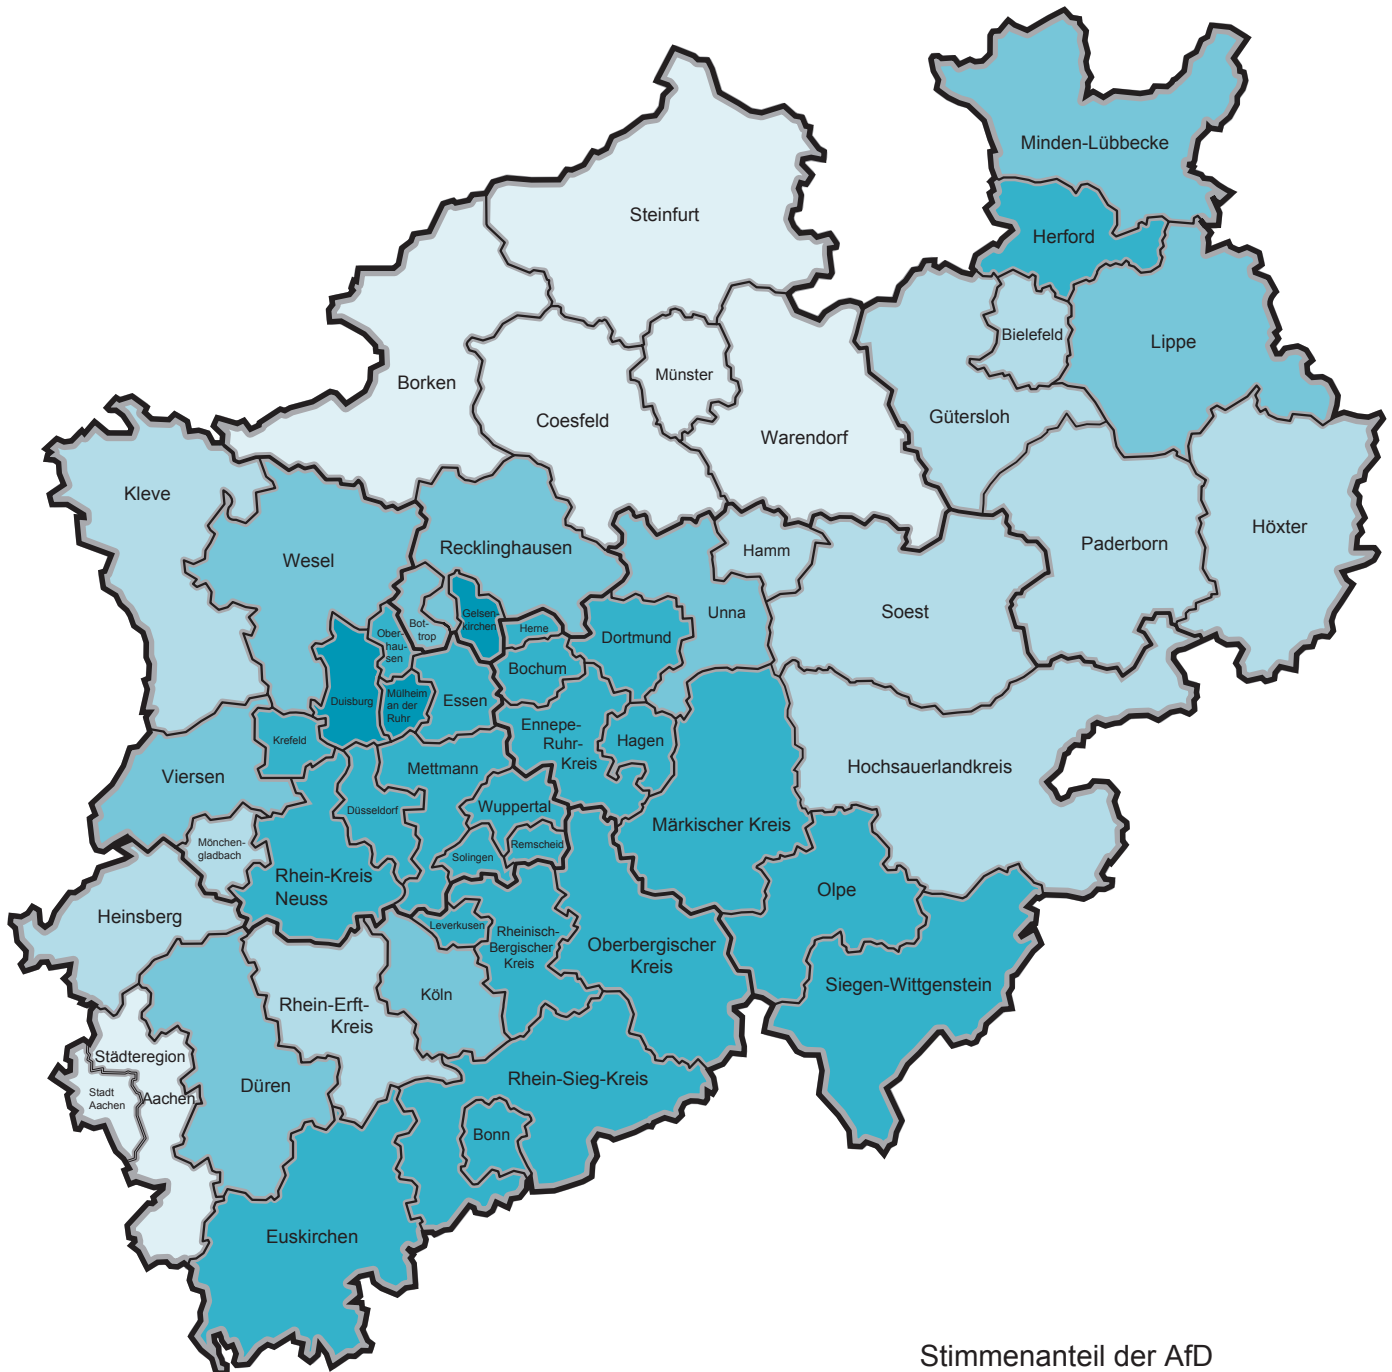 Minden-Lübbecke
Steinfurt
Herford
Bielefeld
Lippe
Borken
Münster
Coesfeld
Warendorf
Gütersloh
Kleve
Höxter
Wesel
Recklinghausen
Hamm
Paderborn
Soest
Unna
Gelsen-
kirchen
Bot-
trop
Herne
Dortmund
Ober-
hau-
sen
Bochum
Duisburg
Mülheim
an der
Ruhr
Essen
Ennepe-
Ruhr-
Kreis
Hagen
Krefeld
Viersen
Mettmann
Hochsauerlandkreis
Düsseldorf
Wuppertal
Märkischer Kreis
Mönchen-
gladbach
Solingen
Remscheid
Rhein-Kreis
Neuss
Olpe
Heinsberg
Leverkusen
Rheinisch-
Bergischer
Kreis
Oberbergischer
Kreis
Siegen-Wittgenstein
Rhein-Erft-
Kreis
Köln
Städteregion
Aachen
Stadt
Aachen
Düren
Rhein-Sieg-Kreis
Bonn
Euskirchen
Stimmenanteil der AfD